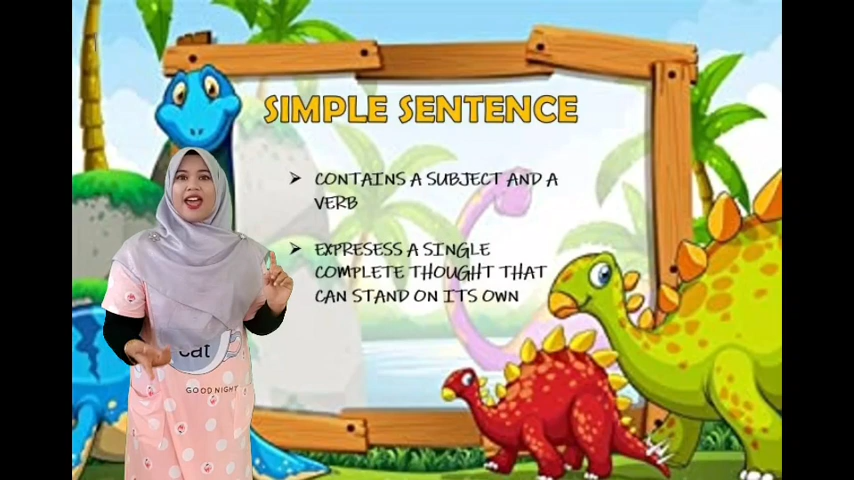 SIMPLE SENTENCE
CONTAINS A SUBJECT AND A
VERB
EXPRESESS A SINGLE
COMPLETE THOUGHT THAT
CAN STAND ON ITS OWN
cat
GOOD NIGHT